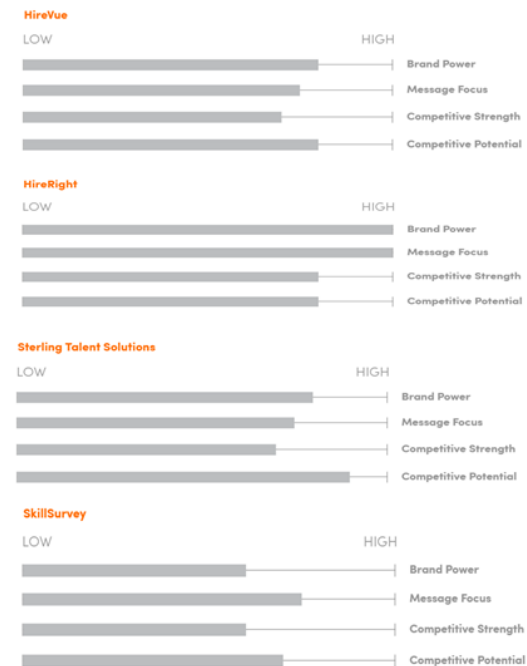 HireVue
LOW HIGH
Brand Power
Message Focus
Competitive Strength
Competitive Potential
HireRight
LOW HIGH
Brand Power
Message Focus
Competitive Strength
Competitive Potential
Sterling Talent Solutions
LOW HIGH
Brand Power
Message Focus
Competitive Strength
Competitive Potential
SkillSurvey
LOW HIGH
Brand Power
Message Focus
Competitive Strength
Competitive Potential